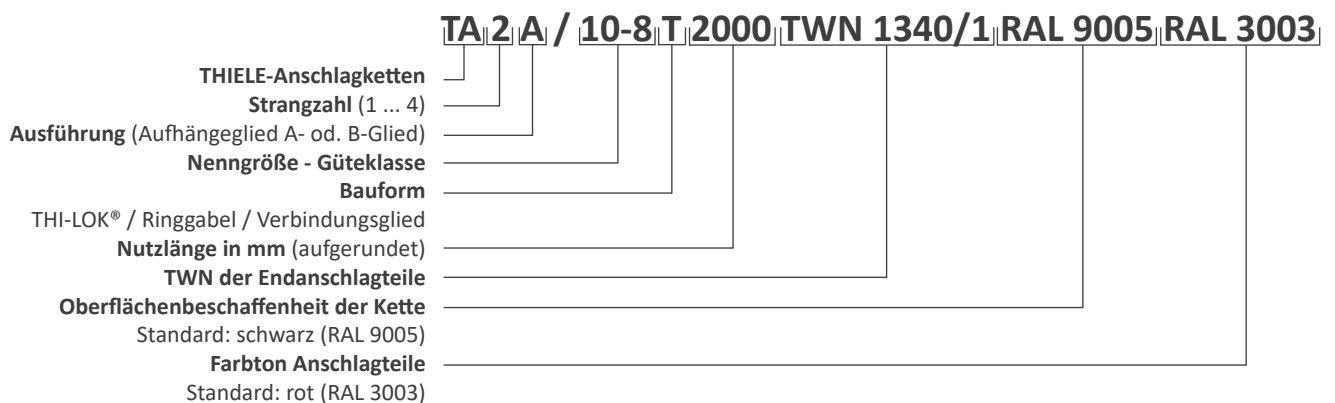 TA 2 A / 10-8 T 2000 TWN 1340/1 RAL 9005 RAL 3003
THIELE-Anschlagketten
Strangzahl (1 ... 4)
Ausführung (Aufhängeglied A- od. B-Glied)
Nenngröße - Güteklasse
Bauform
THI-LOK® / Ringgabel / Verbindungsglied
Nutzlänge in mm (aufgerundet)
TWN der Endanschlagteile
Oberflächenbeschaffenheit der Kette
Standard: schwarz (RAL 9005)
Farbton Anschlagteile
Standard: rot (RAL 3003)